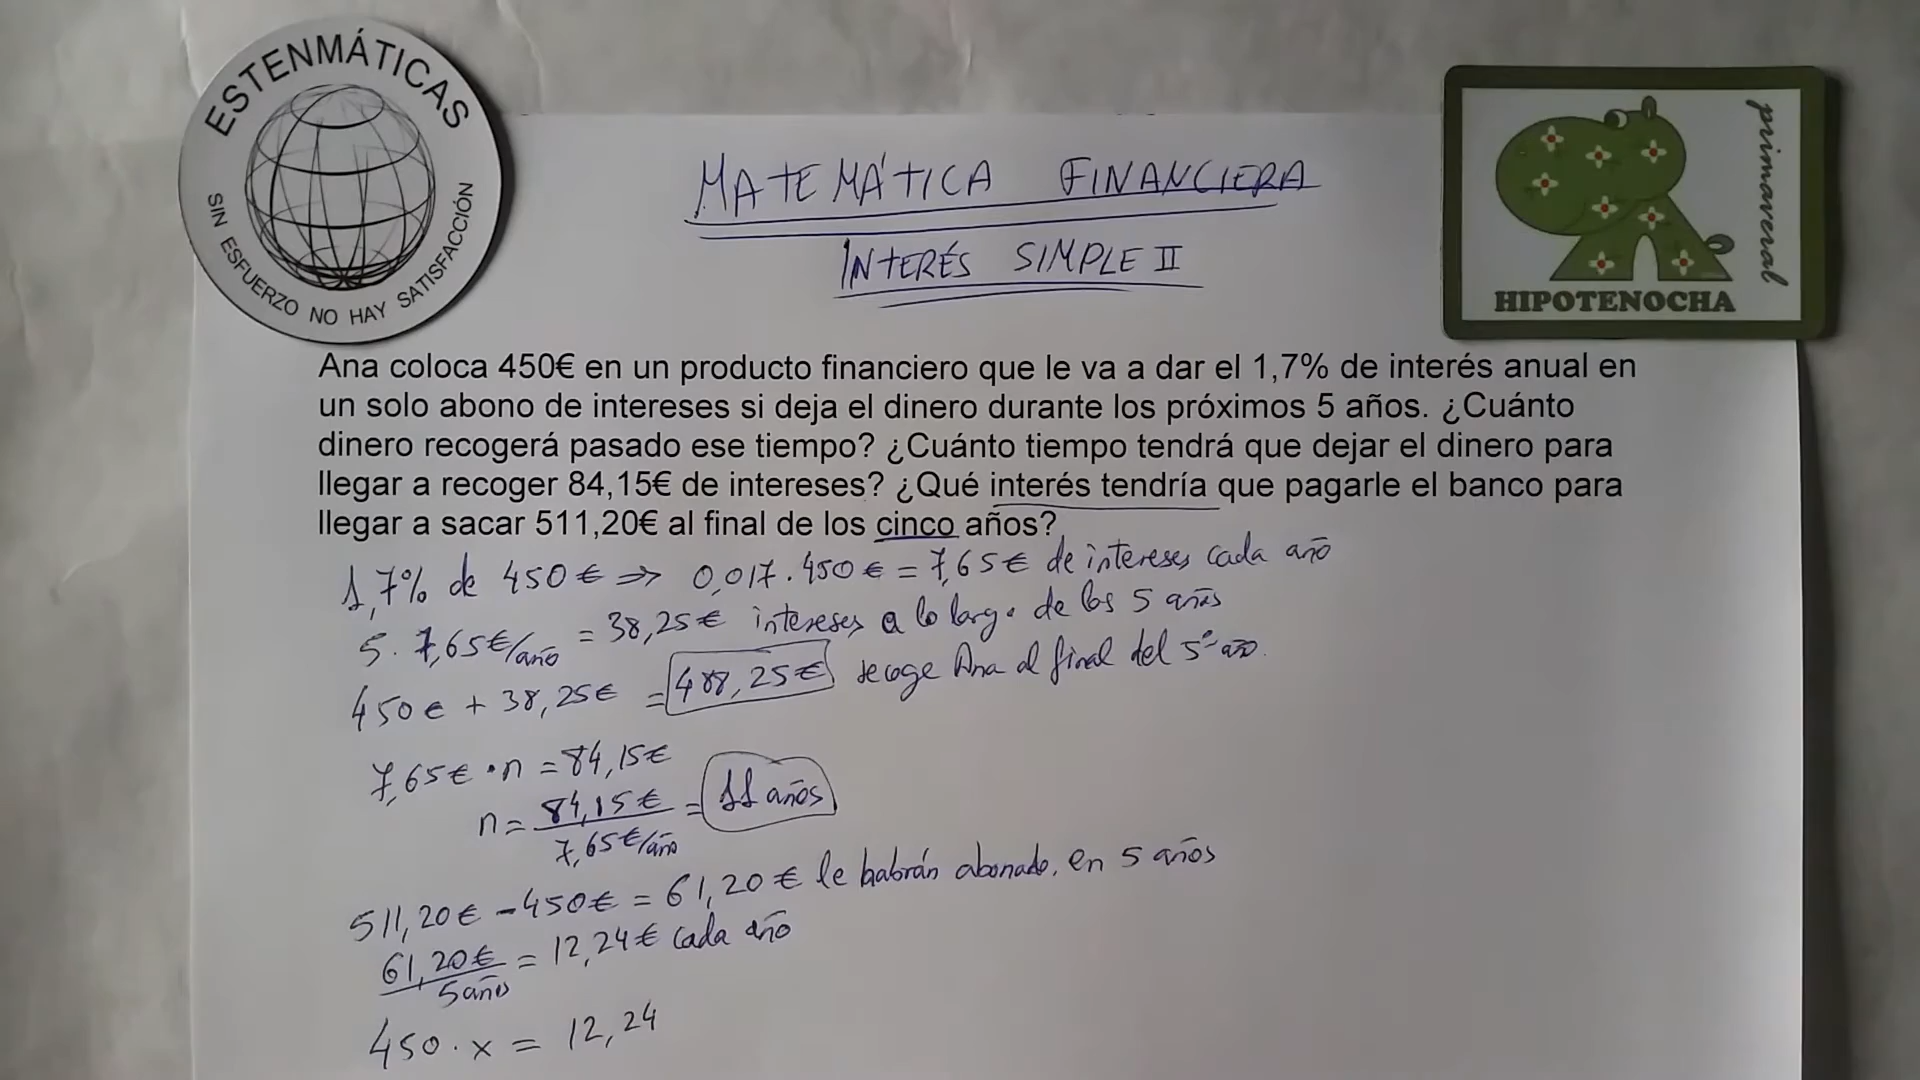 ESTENMÁTICAS
SIN ESFUERZO NO HAY SATISFACCIÓN
primaveral
HIPOTENOCHA
MATEMÁTICA FINANCIERA
INTERÉS SIMPLE II
Ana coloca 450€ en un producto financiero que le va a dar el 1,7% de interés anual en
un solo abono de intereses si deja el dinero durante los próximos 5 años. ¿Cuánto
dinero recogerá pasado ese tiempo? ¿Cuánto tiempo tendrá que dejar el dinero para
llegar a recoger 84,15€ de intereses? ¿Qué interés tendría que pagarle el banco para
llegar a sacar 511,20€ al final de los cinco años?
1,7% de 450€ ⇒ 0,017 . 450€ = 7,65€ de intereses cada año
5 . 7,65€/año = 38,25€ intereses a lo largo de los 5 años
450€ + 38,25€ = 488,25€ recoge Ana al final del 5º año.
7,65€ · n = 84,15€
n = 84,15€ / 7,65€/año = 11 años
511,20€ - 450€ = 61,20€ le habrán abonado, en 5 años
61,20€ / 5 años = 12,24€ cada año
450 . x = 12,24